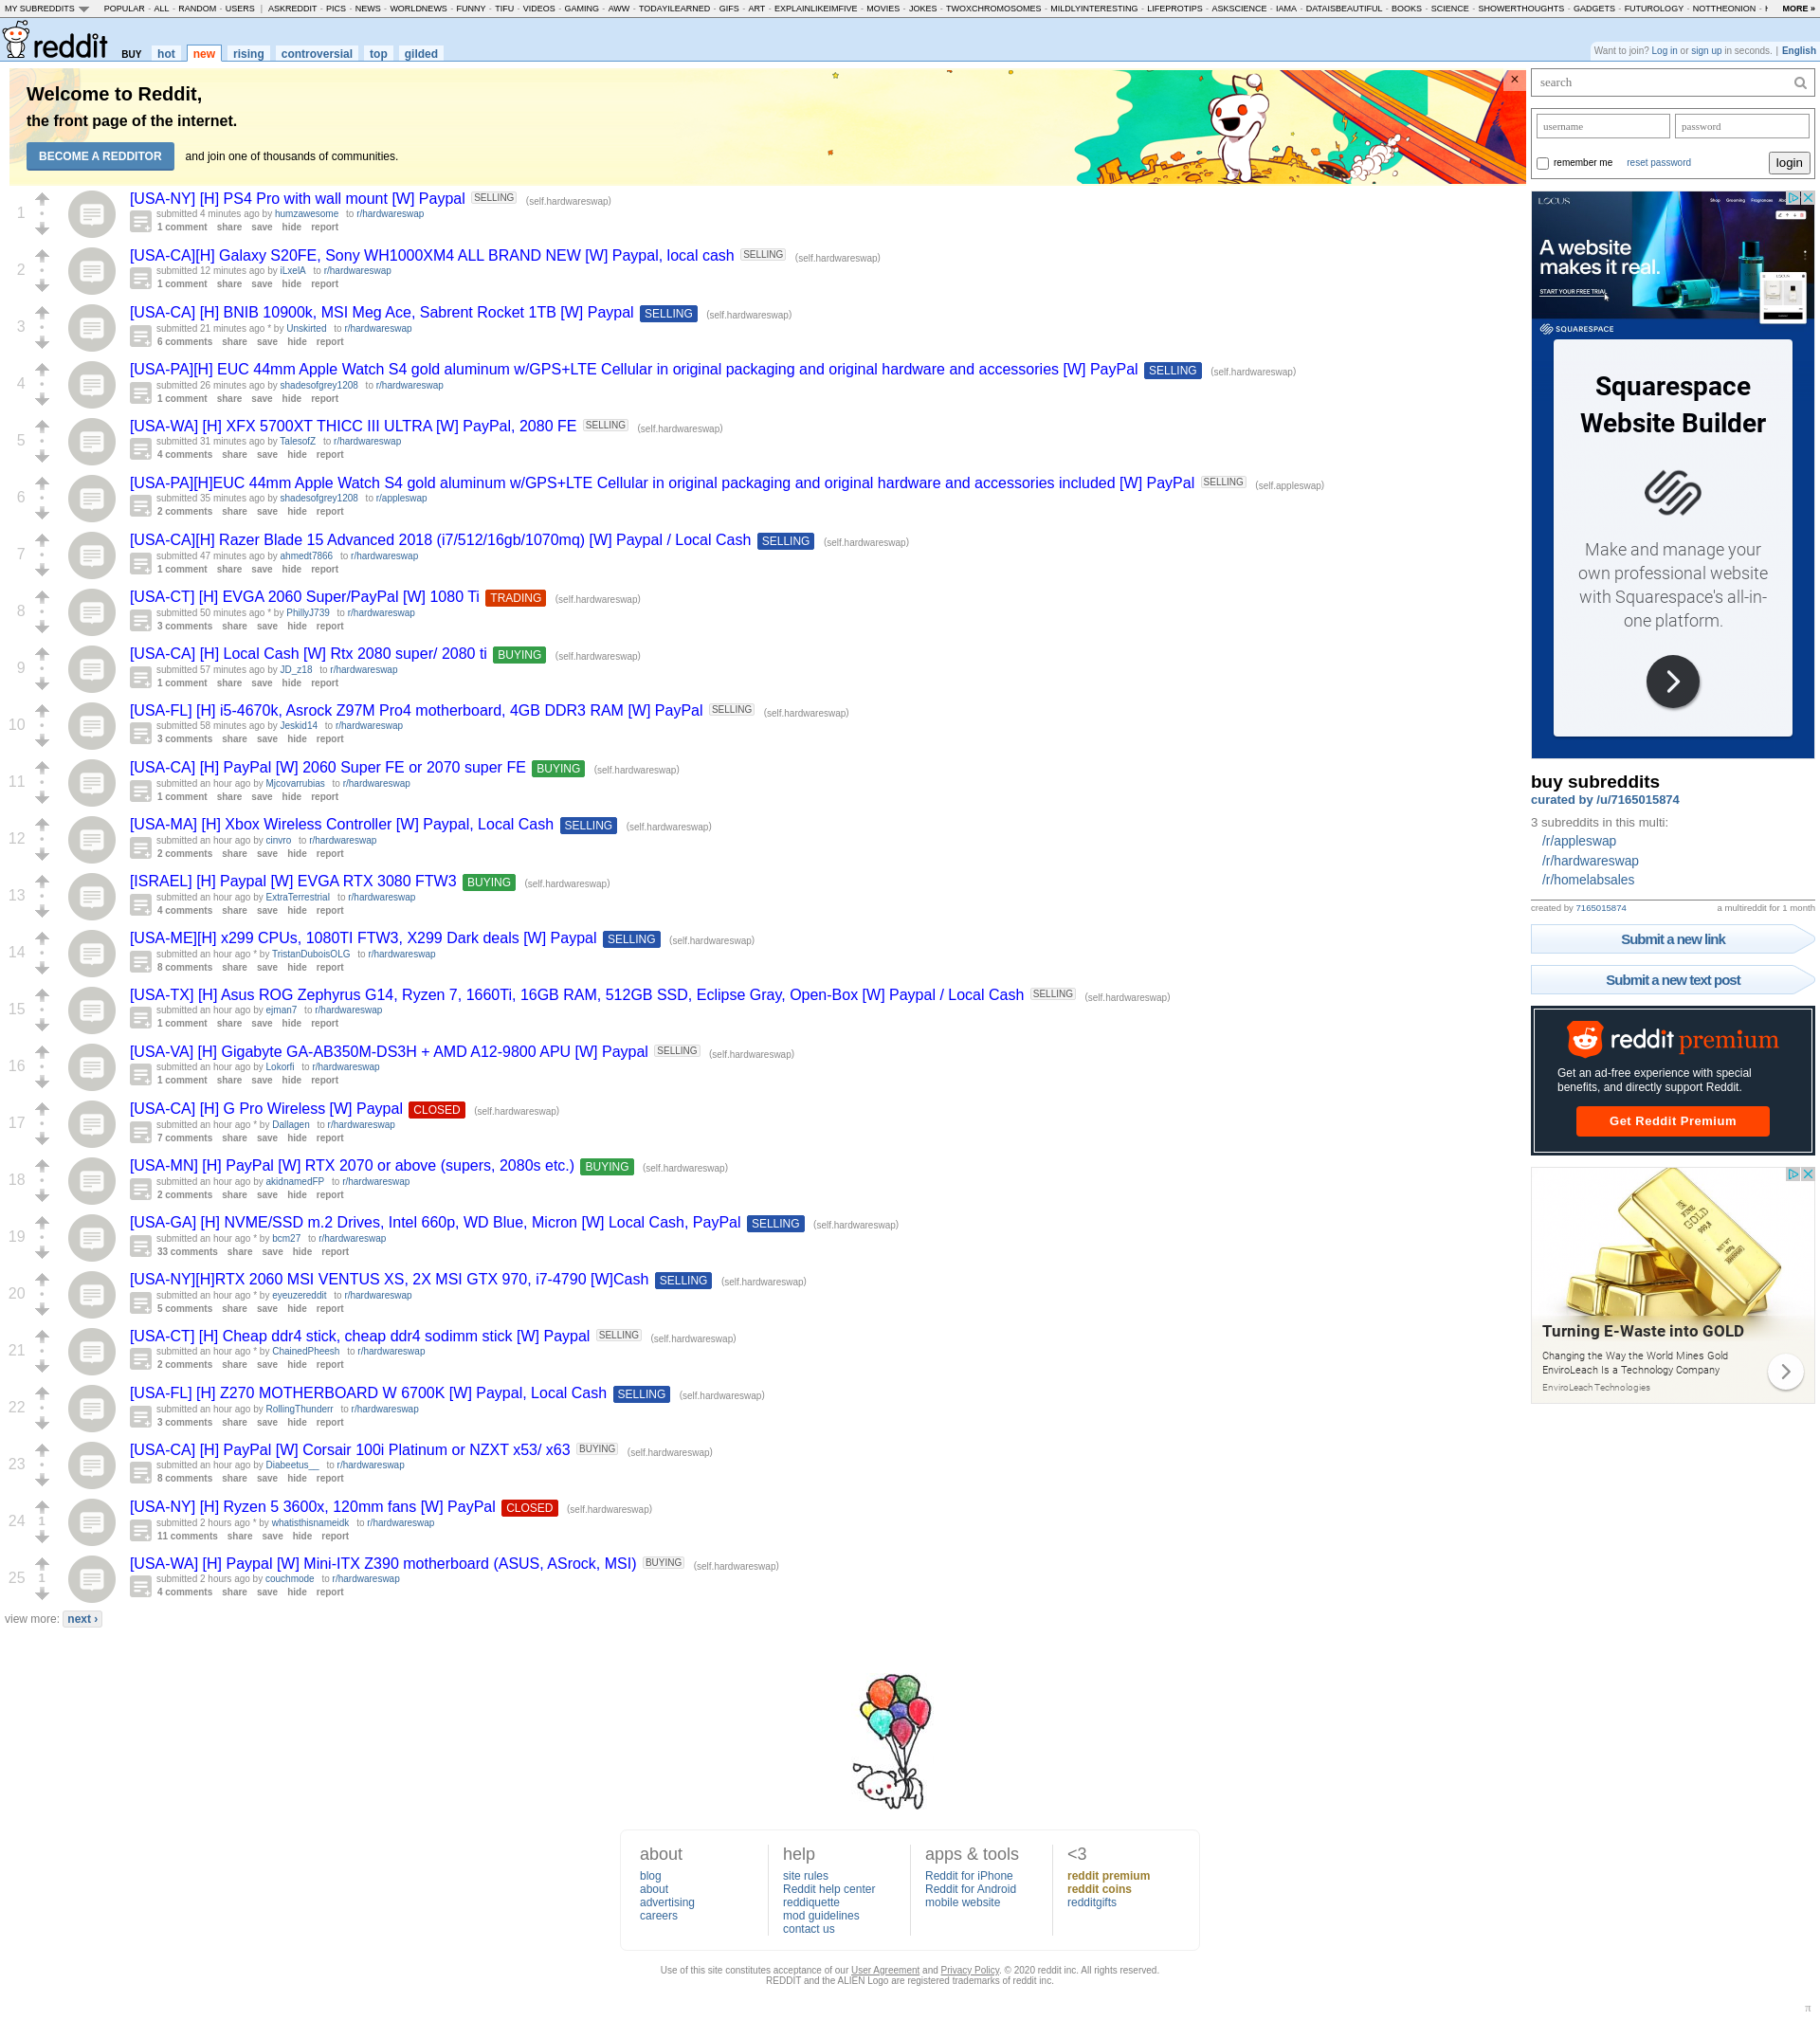 MY SUBREDDITS POPULAR - ALL - RANDOM - USERS | ASKREDDIT - PICS - NEWS - WORLDNEWS - FUNNY - TIFU - VIDEOS - GAMING - AWW - TODAYILEARNED - GIFS - ART - EXPLAINLIKEIMFIVE - MOVIES - JOKES - TWOXCHROMOSOMES - MILDLYINTERESTING - LIFEPROTIPS - ASKSCIENCE - IAMA - DATAISBEAUTIFUL - BOOKS - SCIENCE - SHOWERTHOUGHTS - GADGETS - FUTUROLOGY - NOTTHEONION - MORE »
reddit BUY hot new rising controversial top gilded
Want to join? Log in or sign up in seconds. | English
Welcome to Reddit,
the front page of the internet.
BECOME A REDDITOR and join one of thousands of communities.
×
1
[USA-NY] [H] PS4 Pro with wall mount [W] Paypal SELLING (self.hardwareswap)
submitted 4 minutes ago by humzawesome to r/hardwareswap
1 comment share save hide report
2
[USA-CA][H] Galaxy S20FE, Sony WH1000XM4 ALL BRAND NEW [W] Paypal, local cash SELLING (self.hardwareswap)
submitted 12 minutes ago by iLxelA to r/hardwareswap
1 comment share save hide report
3
[USA-CA] [H] BNIB 10900k, MSI Meg Ace, Sabrent Rocket 1TB [W] Paypal SELLING (self.hardwareswap)
submitted 21 minutes ago * by Unskirted to r/hardwareswap
6 comments share save hide report
4
[USA-PA][H] EUC 44mm Apple Watch S4 gold aluminum w/GPS+LTE Cellular in original packaging and original hardware and accessories [W] PayPal SELLING (self.hardwareswap)
submitted 26 minutes ago by shadesofgrey1208 to r/hardwareswap
1 comment share save hide report
5
[USA-WA] [H] XFX 5700XT THICC III ULTRA [W] PayPal, 2080 FE SELLING (self.hardwareswap)
submitted 31 minutes ago by TalesofZ to r/hardwareswap
4 comments share save hide report
6
[USA-PA][H]EUC 44mm Apple Watch S4 gold aluminum w/GPS+LTE Cellular in original packaging and original hardware and accessories included [W] PayPal SELLING (self.appleswap)
submitted 35 minutes ago by shadesofgrey1208 to r/appleswap
2 comments share save hide report
7
[USA-CA][H] Razer Blade 15 Advanced 2018 (i7/512/16gb/1070mq) [W] Paypal / Local Cash SELLING (self.hardwareswap)
submitted 47 minutes ago by ahmedt7866 to r/hardwareswap
1 comment share save hide report
8
[USA-CT] [H] EVGA 2060 Super/PayPal [W] 1080 Ti TRADING (self.hardwareswap)
submitted 50 minutes ago * by PhillyJ739 to r/hardwareswap
3 comments share save hide report
9
[USA-CA] [H] Local Cash [W] Rtx 2080 super/ 2080 ti BUYING (self.hardwareswap)
submitted 57 minutes ago by JD_z18 to r/hardwareswap
1 comment share save hide report
10
[USA-FL] [H] i5-4670k, Asrock Z97M Pro4 motherboard, 4GB DDR3 RAM [W] PayPal SELLING (self.hardwareswap)
submitted 58 minutes ago by Jeskid14 to r/hardwareswap
3 comments share save hide report
11
[USA-CA] [H] PayPal [W] 2060 Super FE or 2070 super FE BUYING (self.hardwareswap)
submitted an hour ago by Mjcovarrubias to r/hardwareswap
1 comment share save hide report
12
[USA-MA] [H] Xbox Wireless Controller [W] Paypal, Local Cash SELLING (self.hardwareswap)
submitted an hour ago by cinvro to r/hardwareswap
2 comments share save hide report
13
[ISRAEL] [H] Paypal [W] EVGA RTX 3080 FTW3 BUYING (self.hardwareswap)
submitted an hour ago by ExtraTerrestrial to r/hardwareswap
4 comments share save hide report
14
[USA-ME][H] x299 CPUs, 1080TI FTW3, X299 Dark deals [W] Paypal SELLING (self.hardwareswap)
submitted an hour ago * by TristanDuboisOLG to r/hardwareswap
8 comments share save hide report
15
[USA-TX] [H] Asus ROG Zephyrus G14, Ryzen 7, 1660Ti, 16GB RAM, 512GB SSD, Eclipse Gray, Open-Box [W] Paypal / Local Cash SELLING (self.hardwareswap)
submitted an hour ago by ejman7 to r/hardwareswap
1 comment share save hide report
16
[USA-VA] [H] Gigabyte GA-AB350M-DS3H + AMD A12-9800 APU [W] Paypal SELLING (self.hardwareswap)
submitted an hour ago by Lokorfi to r/hardwareswap
1 comment share save hide report
17
[USA-CA] [H] G Pro Wireless [W] Paypal CLOSED (self.hardwareswap)
submitted an hour ago * by Dallagen to r/hardwareswap
7 comments share save hide report
18
[USA-MN] [H] PayPal [W] RTX 2070 or above (supers, 2080s etc.) BUYING (self.hardwareswap)
submitted an hour ago by akidnamedFP to r/hardwareswap
2 comments share save hide report
19
[USA-GA] [H] NVME/SSD m.2 Drives, Intel 660p, WD Blue, Micron [W] Local Cash, PayPal SELLING (self.hardwareswap)
submitted an hour ago * by bcm27 to r/hardwareswap
33 comments share save hide report
20
[USA-NY][H]RTX 2060 MSI VENTUS XS, 2X MSI GTX 970, i7-4790 [W]Cash SELLING (self.hardwareswap)
submitted an hour ago * by eyeuzereddit to r/hardwareswap
5 comments share save hide report
21
[USA-CT] [H] Cheap ddr4 stick, cheap ddr4 sodimm stick [W] Paypal SELLING (self.hardwareswap)
submitted an hour ago * by ChainedPheesh to r/hardwareswap
2 comments share save hide report
22
[USA-FL] [H] Z270 MOTHERBOARD W 6700K [W] Paypal, Local Cash SELLING (self.hardwareswap)
submitted an hour ago by RollingThunderr to r/hardwareswap
3 comments share save hide report
23
[USA-CA] [H] PayPal [W] Corsair 100i Platinum or NZXT x53/ x63 BUYING (self.hardwareswap)
submitted an hour ago by Diabeetus__ to r/hardwareswap
8 comments share save hide report
24 1
[USA-NY] [H] Ryzen 5 3600x, 120mm fans [W] PayPal CLOSED (self.hardwareswap)
submitted 2 hours ago * by whatisthisnameidk to r/hardwareswap
11 comments share save hide report
25 1
[USA-WA] [H] Paypal [W] Mini-ITX Z390 motherboard (ASUS, ASrock, MSI) BUYING (self.hardwareswap)
submitted 2 hours ago by couchmode to r/hardwareswap
4 comments share save hide report
view more: next ›
search
username password
remember me reset password login
LOCUS
A website
makes it real.
START YOUR FREE TRIAL
SQUARESPACE
Squarespace
Website Builder
Make and manage your
own professional website
with Squarespace's all-in-
one platform.
buy subreddits
curated by /u/7165015874
3 subreddits in this multi:
/r/appleswap
/r/hardwareswap
/r/homelabsales
created by 7165015874 a multireddit for 1 month
Submit a new link
Submit a new text post
reddit premium
Get an ad-free experience with special
benefits, and directly support Reddit.
Get Reddit Premium
FINE
GOLD
999,9
Turning E-Waste into GOLD
Changing the Way the World Mines Gold
EnviroLeach Is a Technology Company
EnviroLeach Technologies
about
blog
about
advertising
careers
help
site rules
Reddit help center
reddiquette
mod guidelines
contact us
apps & tools
Reddit for iPhone
Reddit for Android
mobile website
<3
reddit premium
reddit coins
redditgifts
Use of this site constitutes acceptance of our User Agreement and Privacy Policy. © 2020 reddit inc. All rights reserved.
REDDIT and the ALIEN Logo are registered trademarks of reddit inc.
π